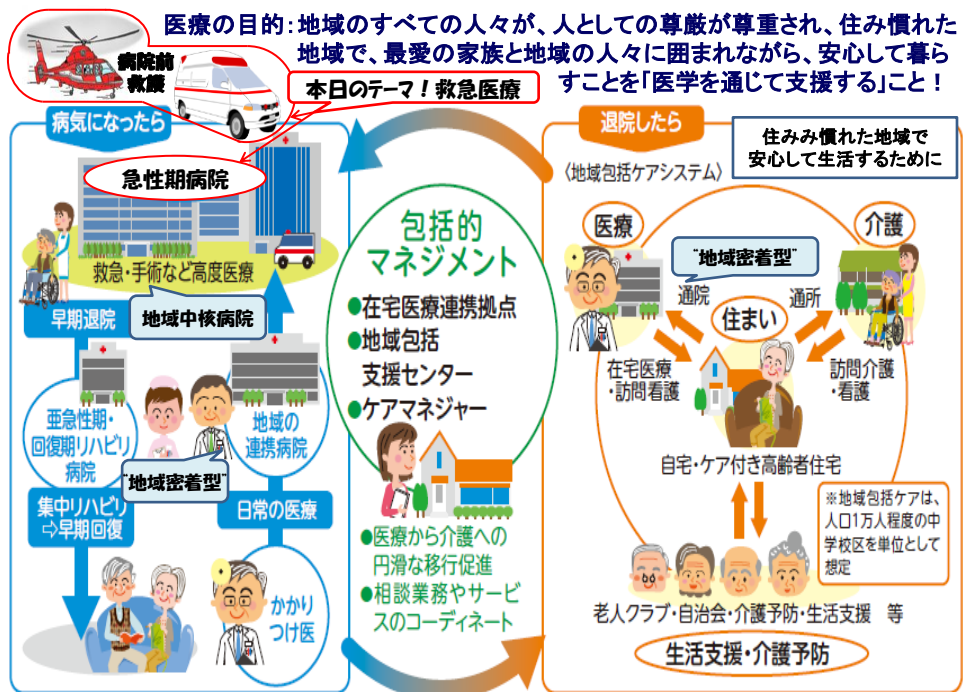 医療の目的:地域のすべての人々が、人としての尊厳が尊重され、住み慣れた
地域で、最愛の家族と地域の人々に囲まれながら、安心して暮ら
すことを「医学を通じて支援する」こと!
病院前
救護
本日のテーマ!救急医療
病気になったら
急性期病院
救急・手術など高度医療
地域中核病院
早期退院
亜急性期・
回復期リハビリ
病院
地域の
連携病院
"地域密着型"
集中リハビリ
⇨早期回復
日常の医療
かかり
つけ医
包括的
マネジメント
●在宅医療連携拠点
●地域包括
支援センター
●ケアマネジャー
●医療から介護への
円滑な移行促進
●相談業務やサービ
スのコーディネート
退院したら
住みみ慣れた地域で
安心して生活するために
〈地域包括ケアシステム〉
医療
介護
"地域密着型"
通院
通所
住まい
在宅医療
・訪問看護
訪問介護
・看護
自宅・ケア付き高齢者住宅
※地域包括ケアは、
人口1万人程度の中
学校区を単位として
想定
老人クラブ・自治会・介護予防・生活支援 等
生活支援・介護予防